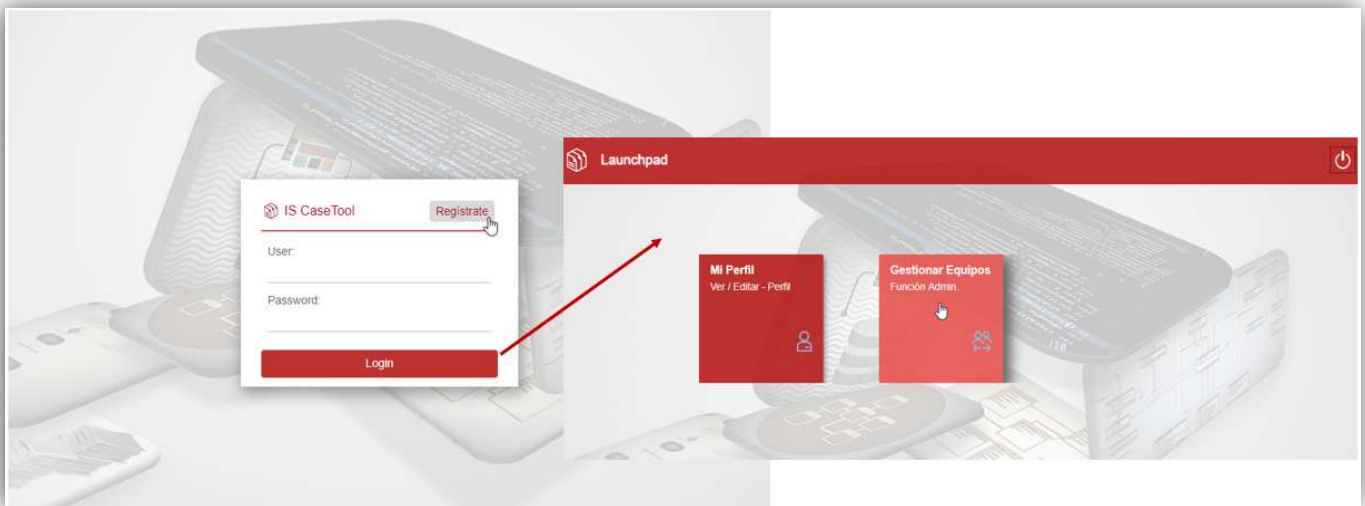 IS CaseTool
Regístrate
User:
Password:
Login
Launchpad
Mi Perfil
Ver / Editar - Perfil
Gestionar Equipos
Función Admin.